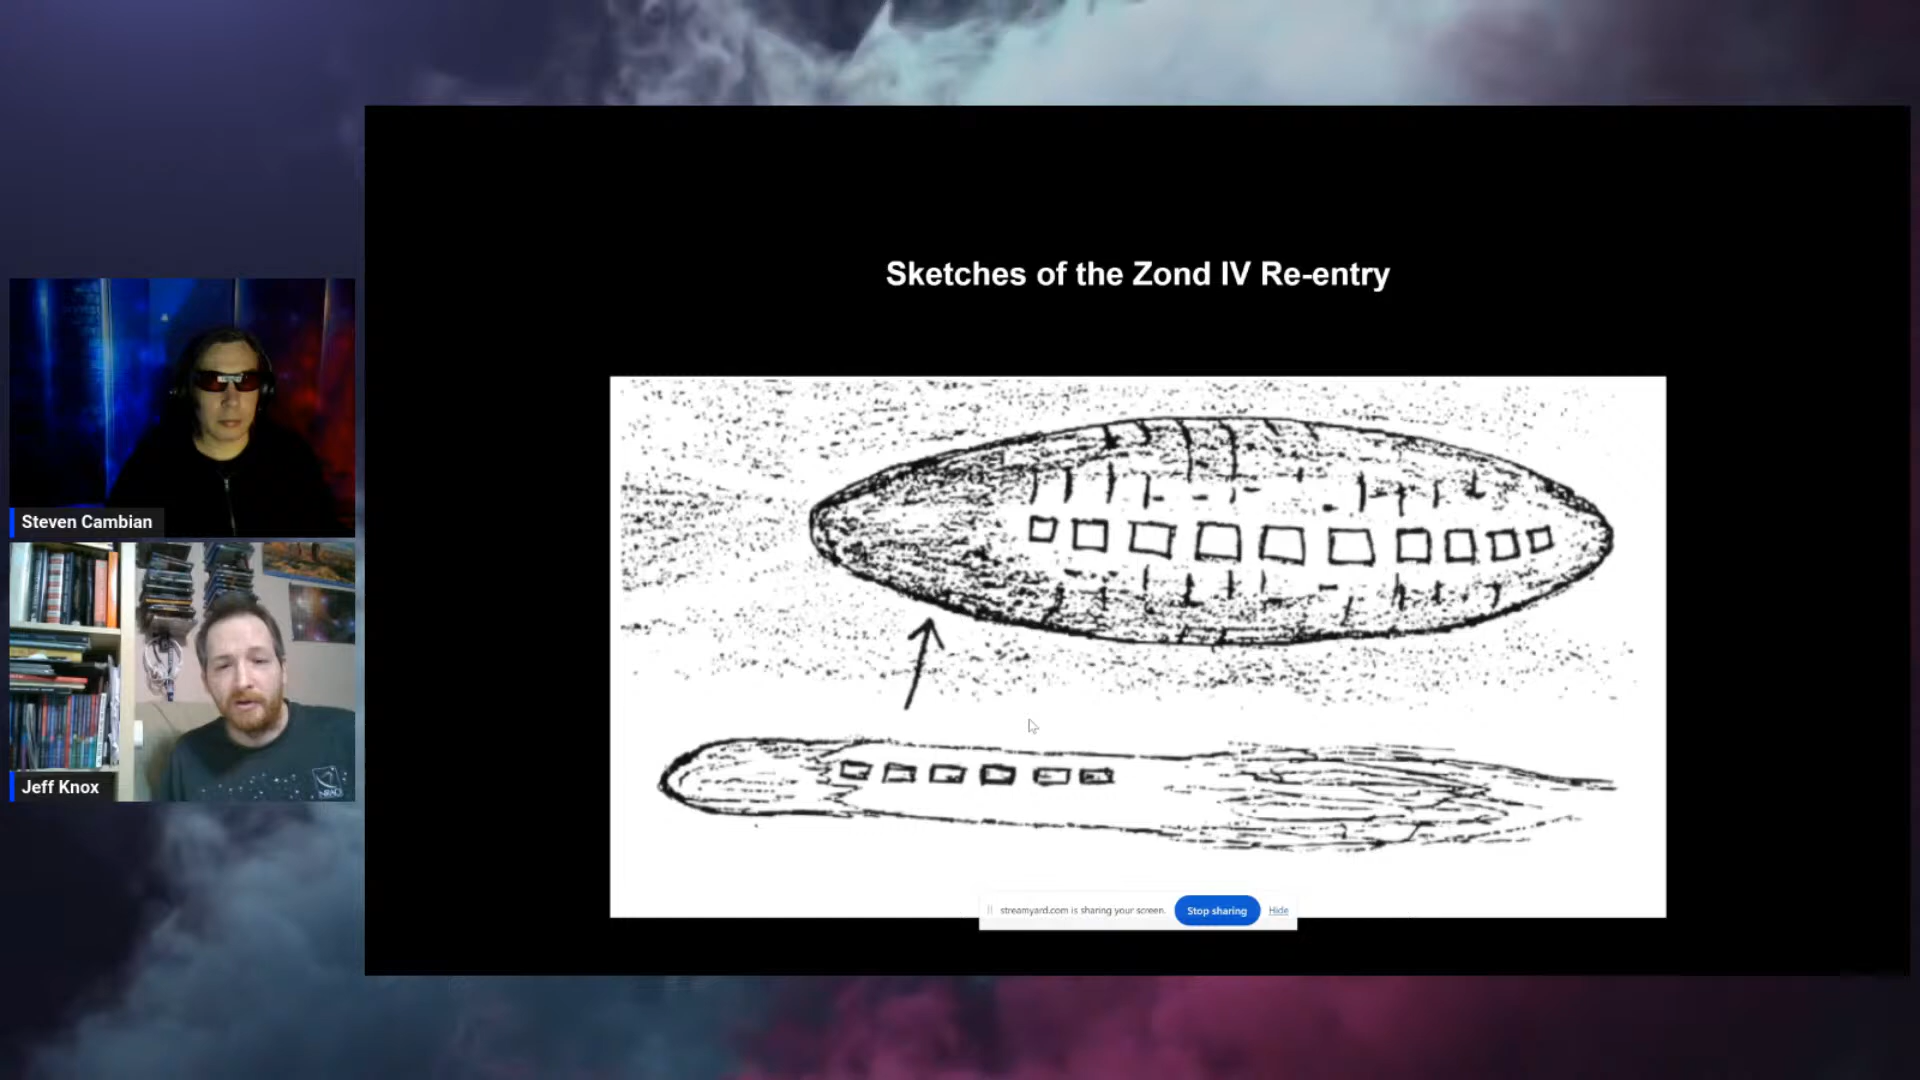 Sketches of the Zond IV Re-entry
Steven Cambian
Jeff Knox
streamyard.com is sharing your screen.
Stop sharing
Hide